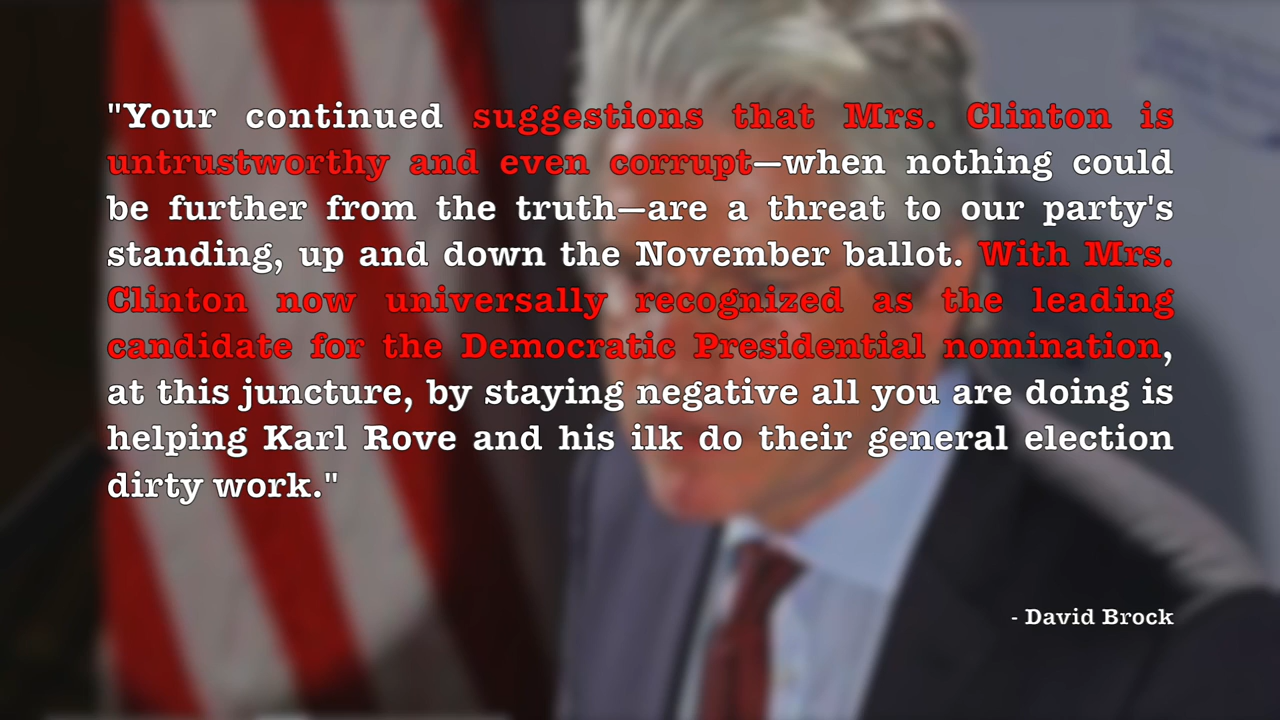 "Your continued suggestions that Mrs. Clinton is
untrustworthy and even corrupt—when nothing could
be further from the truth—are a threat to our party's
standing, up and down the November ballot. With Mrs.
Clinton now universally recognized as the leading
candidate for the Democratic Presidential nomination,
at this juncture, by staying negative all you are doing is
helping Karl Rove and his ilk do their general election
dirty work."
- David Brock